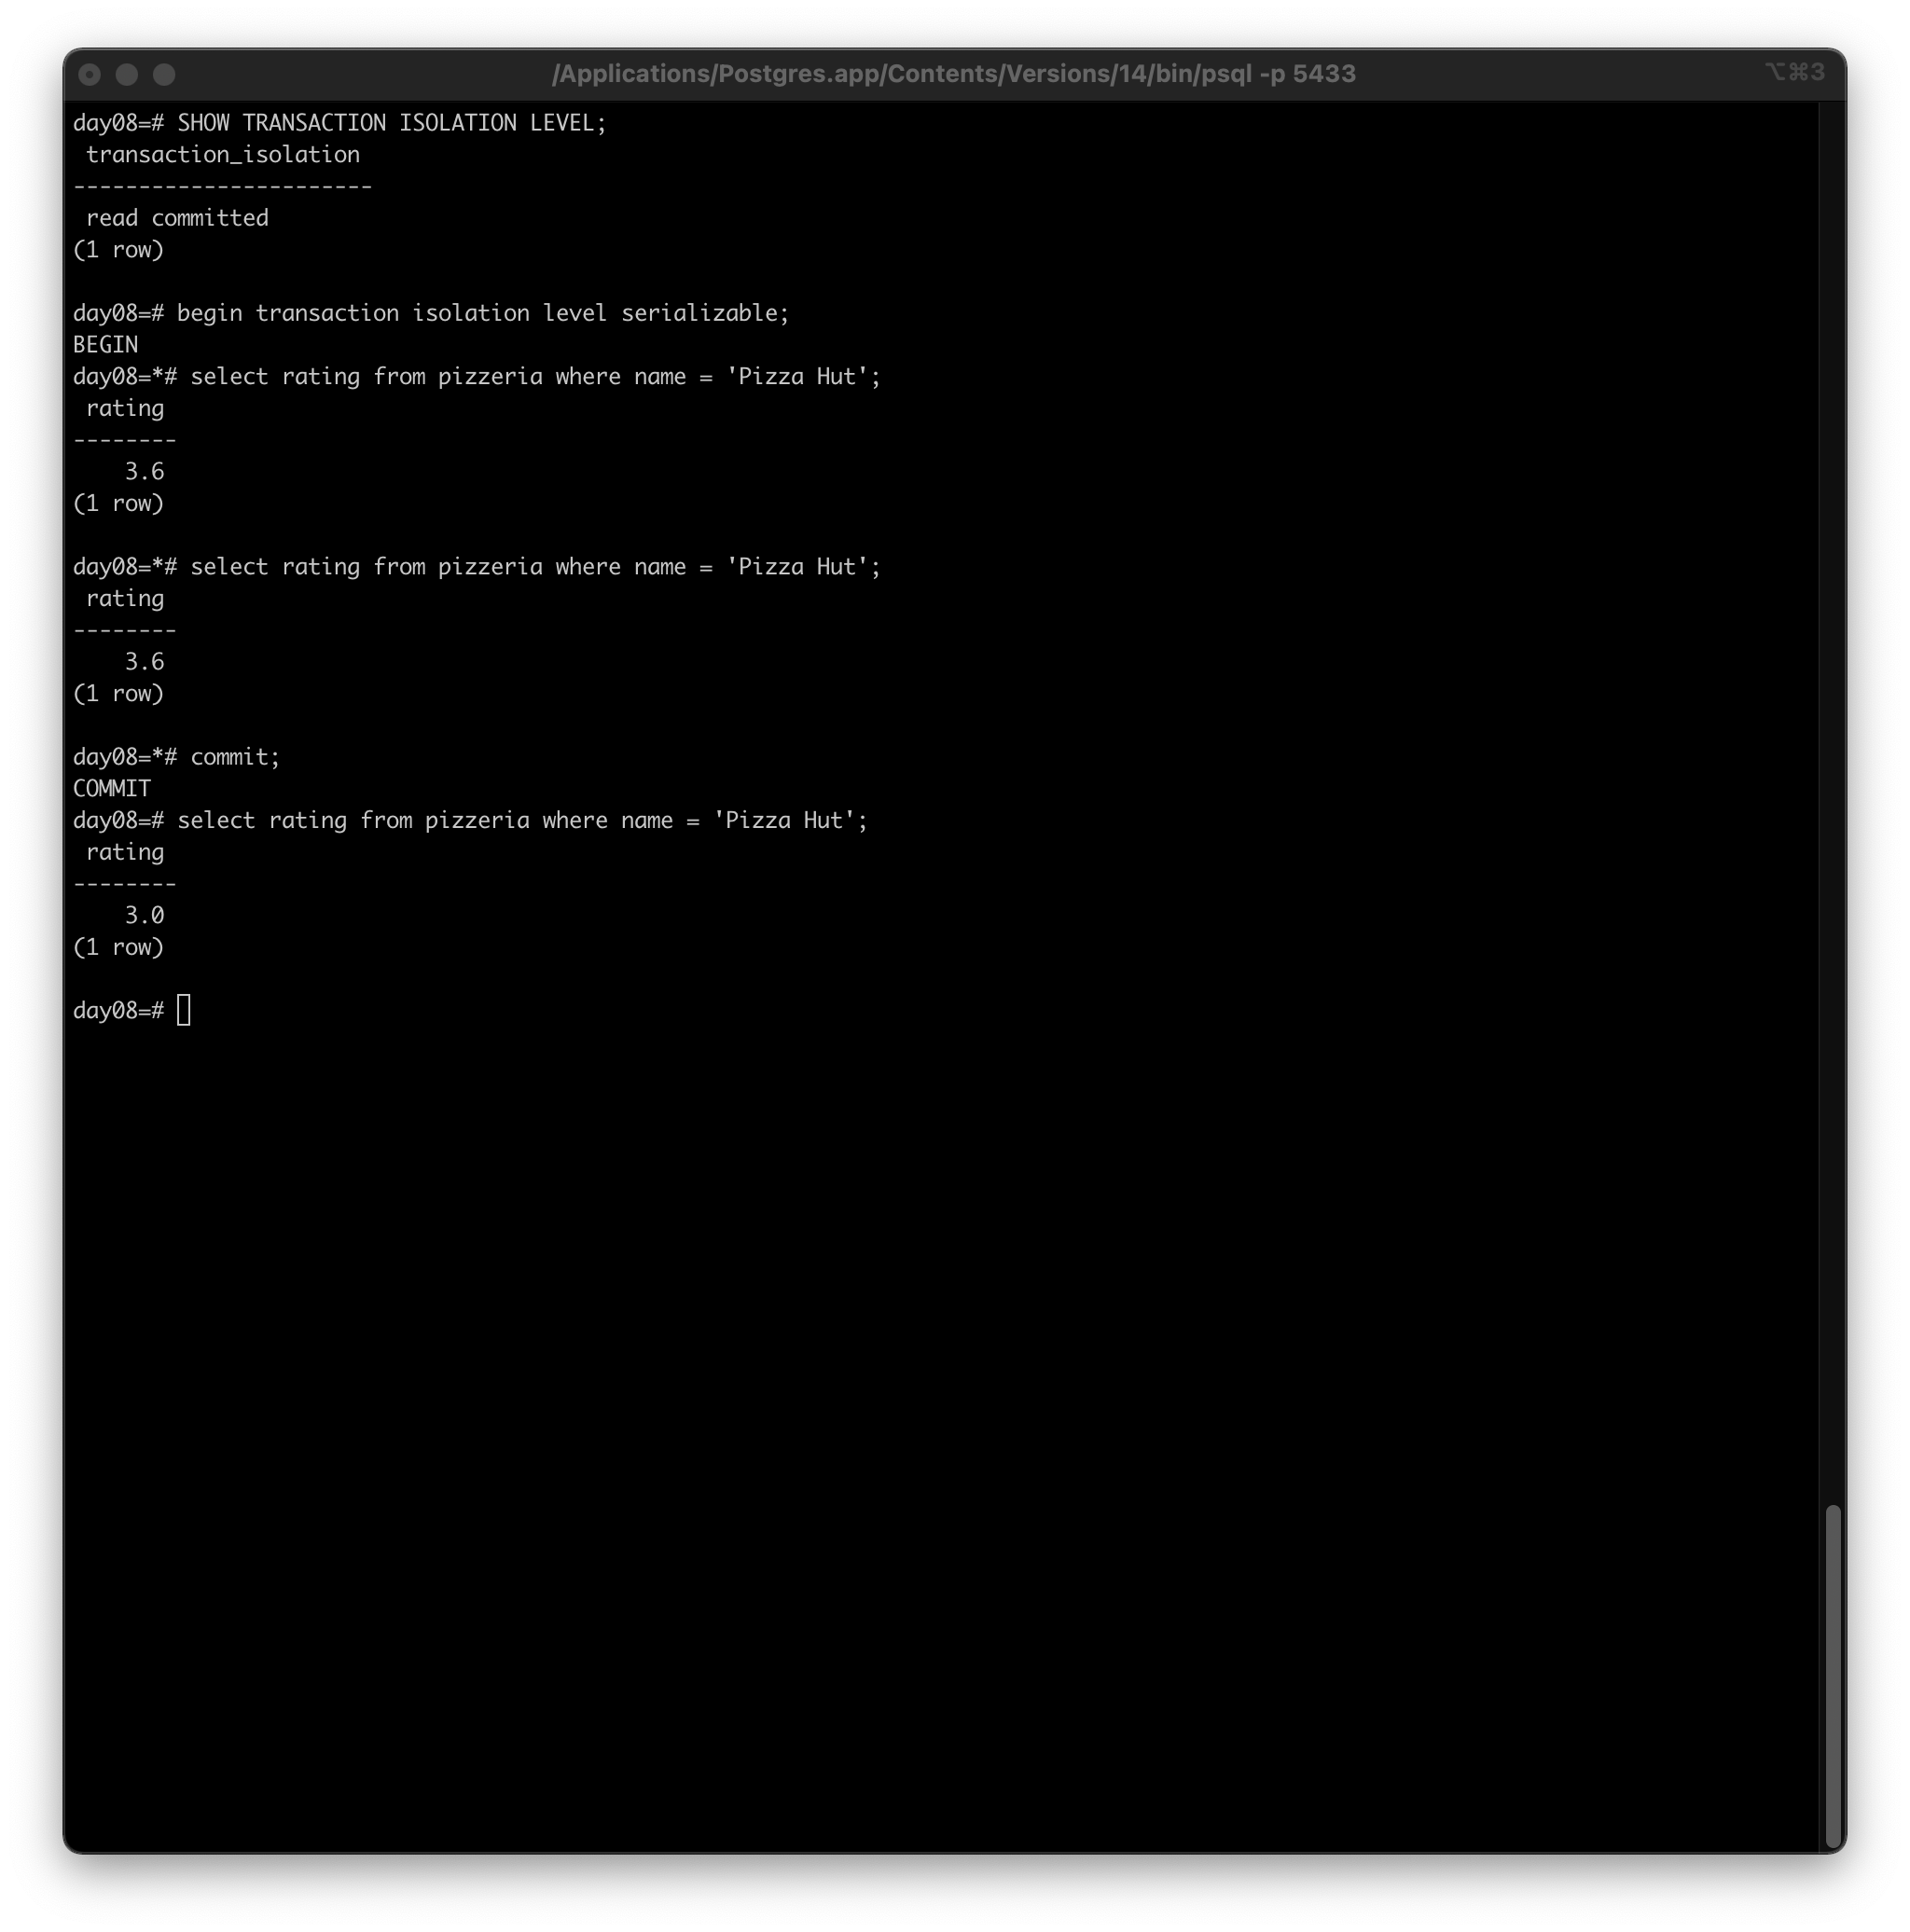 /Applications/Postgres.app/Contents/Versions/14/bin/psql -p 5433
⌥⌘3
day08=# SHOW TRANSACTION ISOLATION LEVEL;
 transaction_isolation
-----------------------
 read committed
(1 row)

day08=# begin transaction isolation level serializable;
BEGIN
day08=*# select rating from pizzeria where name = 'Pizza Hut';
 rating
--------
    3.6
(1 row)

day08=*# select rating from pizzeria where name = 'Pizza Hut';
 rating
--------
    3.6
(1 row)

day08=*# commit;
COMMIT
day08=# select rating from pizzeria where name = 'Pizza Hut';
 rating
--------
    3.0
(1 row)

day08=#